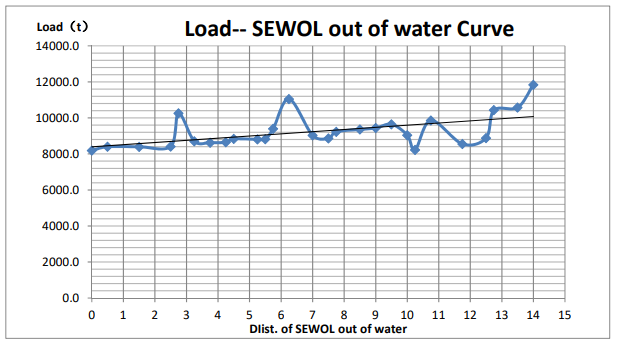 Load（t）
Load-- SEWOL out of water Curve
14000.0
12000.0
10000.0
8000.0
6000.0
4000.0
2000.0
0.0
0 1 2 3 4 5 6 7 8 9 10 11 12 13 14 15
DIist. of SEWOL out of water